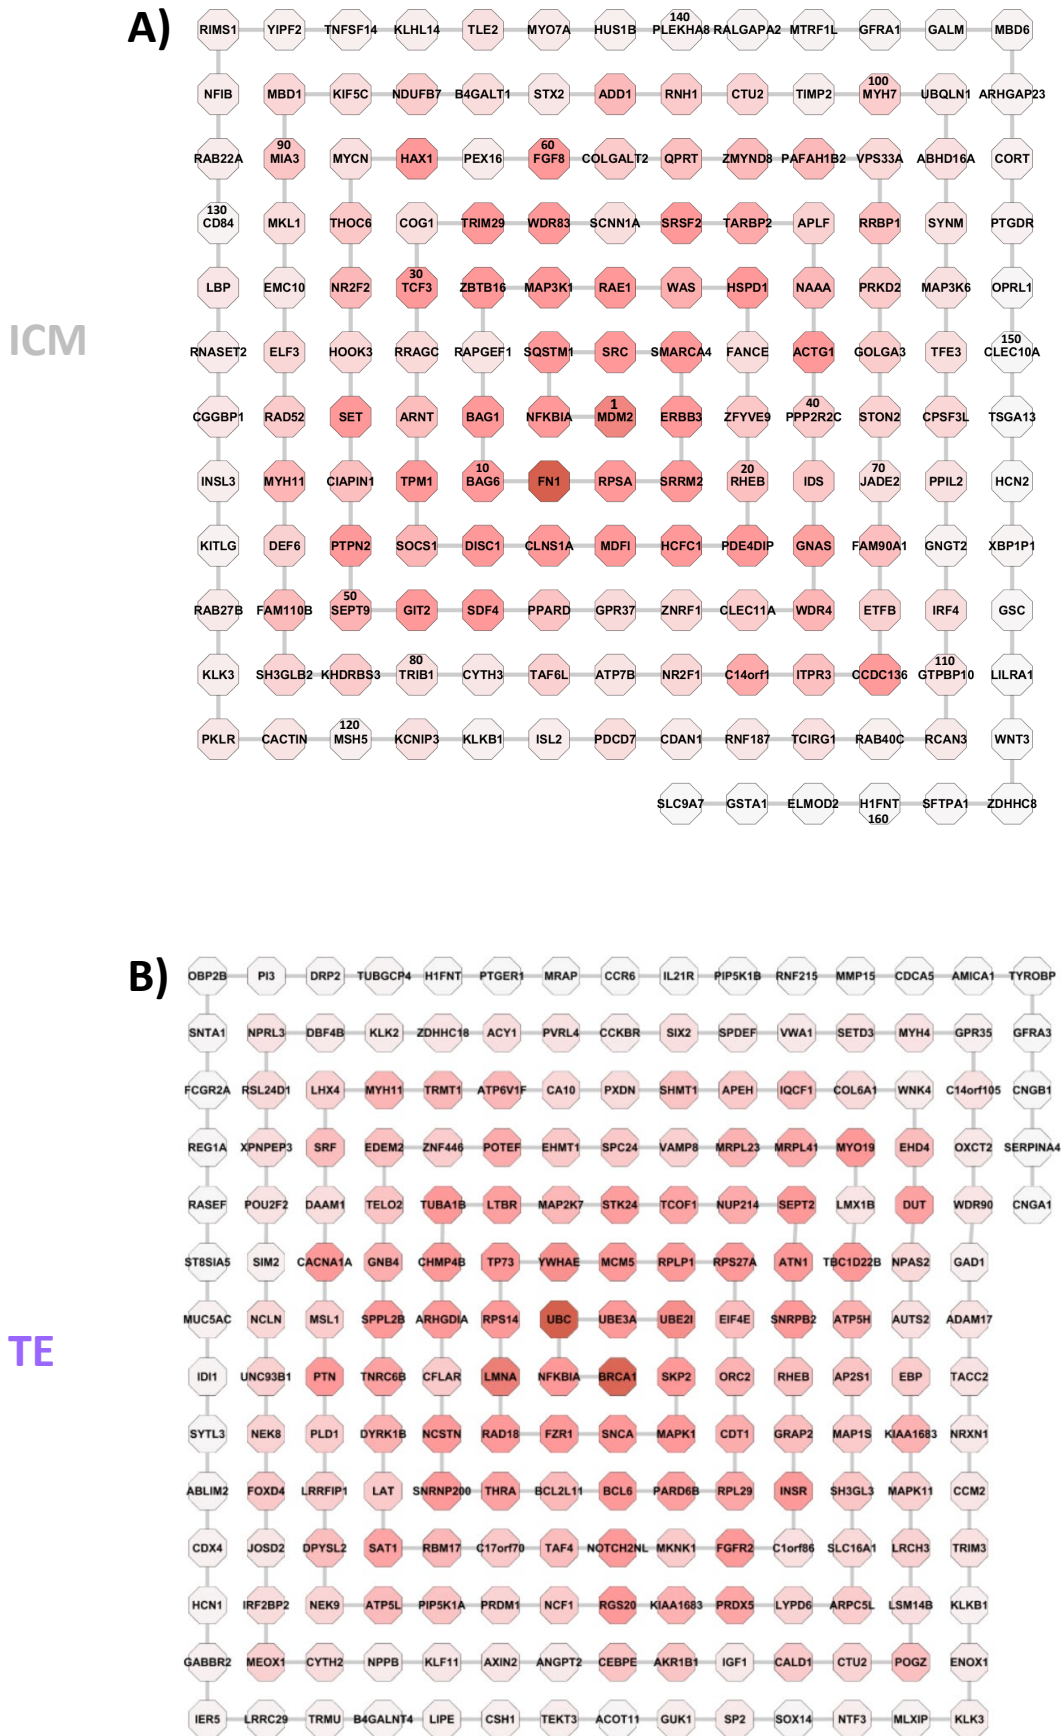 A)
140
RIMS1 YIPF2 TNFSF14 KLHL14 TLE2 MYO7A HUS1B PLEKHA8 RALGAPA2 MTRF1L GFRA1 GALM MBD6
100
NFIB MBD1 KIF5C NDUFB7 B4GALT1 STX2 ADD1 RNH1 CTU2 TIMP2 MYH7 UBQLN1 ARHGAP23
90 60
RAB22A MIA3 MYCN HAX1 PEX16 FGF8 COLGALT2 QPRT ZMYND8 PAFAH1B2 VPS33A ABHD16A CORT
130
CD84 MKL1 THOC6 COG1 TRIM29 WDR83 SCNN1A SRSF2 TARBP2 APLF RRBP1 SYNM PTGDR
30
LBP EMC10 NR2F2 TCF3 ZBTB16 MAP3K1 RAE1 WAS HSPD1 NAAA PRKD2 MAP3K6 OPRL1
ICM
150
RNASET2 ELF3 HOOK3 RRAGC RAPGEF1 SQSTM1 SRC SMARCA4 FANCE ACTG1 GOLGA3 TFE3 CLEC10A
1 40
CGGBP1 RAD52 SET ARNT BAG1 NFKBIA MDM2 ERBB3 ZFYVE9 PPP2R2C STON2 CPSF3L TSGA13
10 20 70
INSL3 MYH11 CIAPIN1 TPM1 BAG6 FN1 RPSA SRRM2 RHEB IDS JADE2 PPIL2 HCN2
KITLG DEF6 PTPN2 SOCS1 DISC1 CLNS1A MDFI HCFC1 PDE4DIP GNAS FAM90A1 GNGT2 XBP1P1
50
RAB27B FAM110B SEPT9 GIT2 SDF4 PPARD GPR37 ZNRF1 CLEC11A WDR4 ETFB IRF4 GSC
80 110
KLK3 SH3GLB2 KHDRBS3 TRIB1 CYTH3 TAF6L ATP7B NR2F1 C14orf1 ITPR3 CCDC136 GTPBP10 LILRA1
120
PKLR CACTIN MSH5 KCNIP3 KLKB1 ISL2 PDCD7 CDAN1 RNF187 TCIRG1 RAB40C RCAN3 WNT3
SLC9A7 GSTA1 ELMOD2 H1FNT SFTPA1 ZDHHC8
160
B)
OBP2B PI3 DRP2 TUBGCP4 H1FNT PTGER1 MRAP CCR6 IL21R PIP5K1B RNF215 MMP15 CDCA5 AMICA1 TYROBP
SNTA1 NPRL3 DBF4B KLK2 ZDHHC18 ACY1 PVRL4 CCKBR SIX2 SPDEF VWA1 SETD3 MYH4 GPR35 GFRA3
FCGR2A RSL24D1 LHX4 MYH11 TRMT1 ATP6V1F CA10 PXDN SHMT1 APEH IQCF1 COL6A1 WNK4 C14orf105 CNGB1
REG1A XPNPEP3 SRF EDEM2 ZNF446 POTEF EHMT1 SPC24 VAMP8 MRPL23 MRPL41 MYO19 EHD4 OXCT2 SERPINA4
RASEF POU2F2 DAAM1 TELO2 TUBA1B LTBR MAP2K7 STK24 TCOF1 NUP214 SEPT2 LMX1B DUT WDR90 CNGA1
ST8SIA5 SIM2 CACNA1A GNB4 CHMP4B TP73 YWHAE MCM5 RPLP1 RPS27A ATN1 TBC1D22B NPAS2 GAD1
MUC5AC NCLN MSL1 SPPL2B ARHGDIA RPS14 UBC UBE3A UBE2I EIF4E SNRPB2 ATP5H AUTS2 ADAM17
TE
IDI1 UNC93B1 PTN TNRC6B CFLAR LMNA NFKBIA BRCA1 SKP2 ORC2 RHEB AP2S1 EBP TACC2
SYTL3 NEK8 PLD1 DYRK1B NCSTN RAD18 FZR1 SNCA MAPK1 CDT1 GRAP2 MAP1S KIAA1683 NRXN1
ABLIM2 FOXD4 LRRFIP1 LAT SNRNP200 THRA BCL2L11 BCL6 PARD6B RPL29 INSR SH3GL3 MAPK11 CCM2
CDX4 JOSD2 DPYSL2 SAT1 RBM17 C17orf70 TAF4 NOTCH2NL MKNK1 FGFR2 C1orf86 SLC16A1 LRCH3 TRIM3
HCN1 IRF2BP2 NEK9 ATP5L PIP5K1A PRDM1 NCF1 RGS20 KIAA1683 PRDX5 LYPD6 ARPC5L LSM14B KLKB1
GABBR2 MEOX1 CYTH2 NPPB KLF11 AXIN2 ANGPT2 CEBPE AKR1B1 IGF1 CALD1 CTU2 POGZ ENOX1
IER5 LRRC29 TRMU B4GALNT4 LIPE CSH1 TEKT3 ACOT11 GUK1 SP2 SOX14 NTF3 MLXIP KLK3